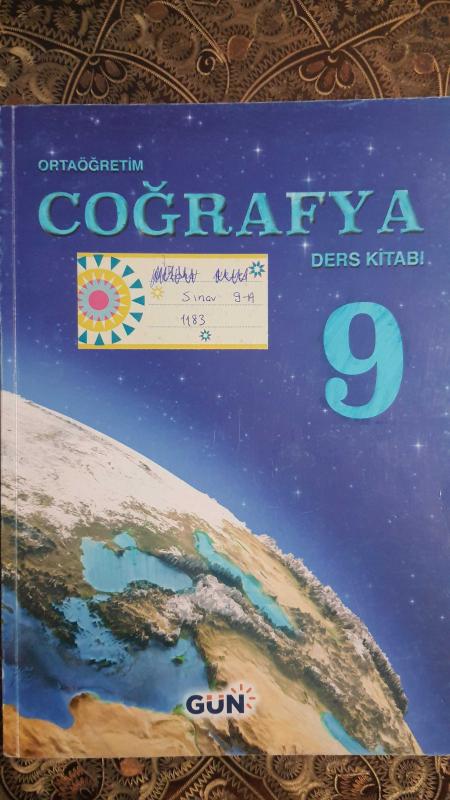 ORTAÖĞRETİM
COĞRAFYA
DERS KİTABI
Sınav 9-A
1183
9
GÜN